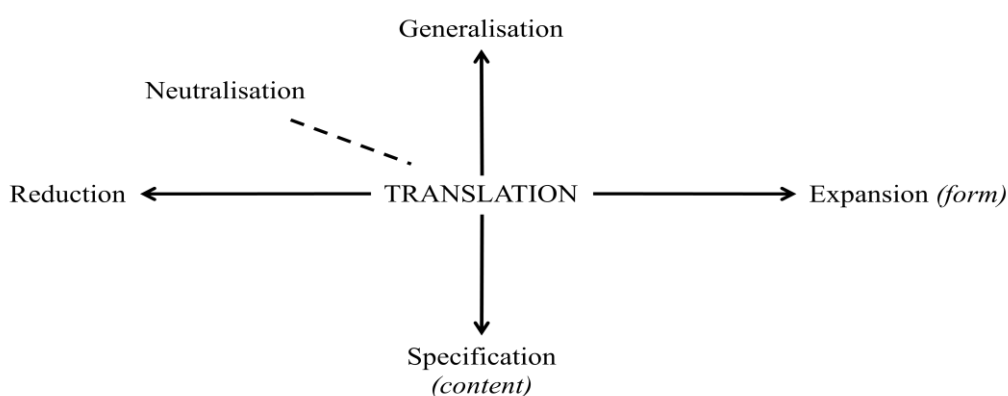 Generalisation
Neutralisation
Reduction
TRANSLATION
Expansion (form)
Specification
(content)